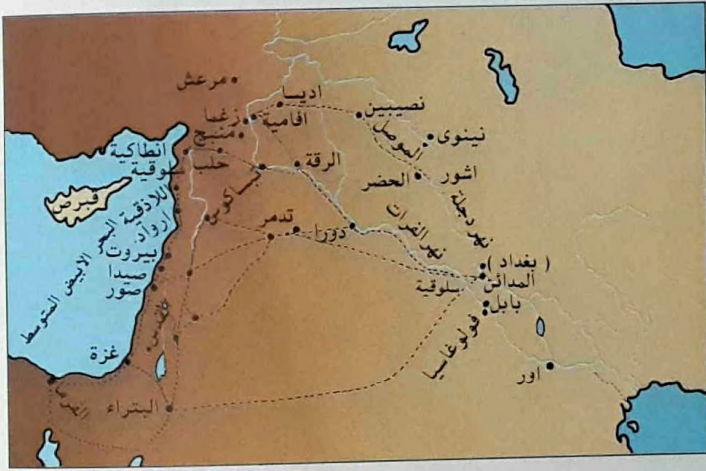 مرعش
اديسا
زغما
افامية
نصيبين
نينوى
الموصل
منبج
انطاكية
حلب
سلوقية
الرقة
الحضر
اشور
قبرص
اللاذقية
ارواد
تدمر
دورا
نهر الفرات
نهر دجلة
بيروت
صيدا
صور
البحر الابيض المتوسط
(بغداد)
المدائن
سلوقية
بابل
فولوغاسيا
غزة
اور
البتراء